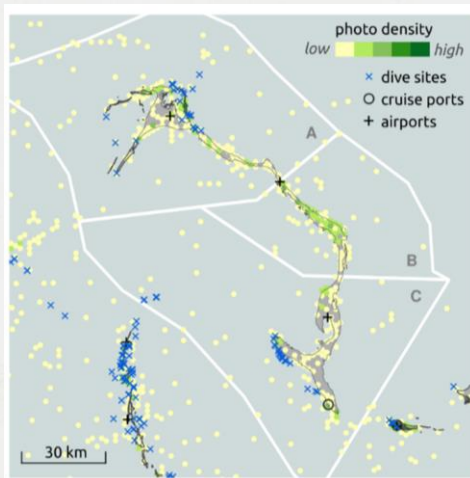 photo density
low high
× dive sites
○ cruise ports
+ airports
A
B
C
30 km